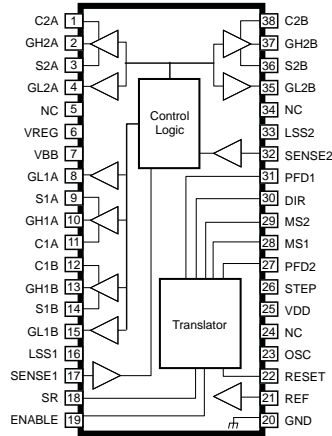 C2A 1 38 C2B
GH2A 2 37 GH2B
S2A 3 36 S2B
GL2A 4 35 GL2B
NC 5 34 NC
VREG 6 33 LSS2
VBB 7 32 SENSE2
GL1A 8 31 PFD1
S1A 9 30 DIR
GH1A 10 29 MS2
C1A 11 28 MS1
C1B 12 27 PFD2
GH1B 13 26 STEP
S1B 14 25 VDD
GL1B 15 24 NC
LSS1 16 23 OSC
SENSE1 17 22 RESET
SR 18 21 REF
ENABLE 19 20 GND
Control
Logic
Translator